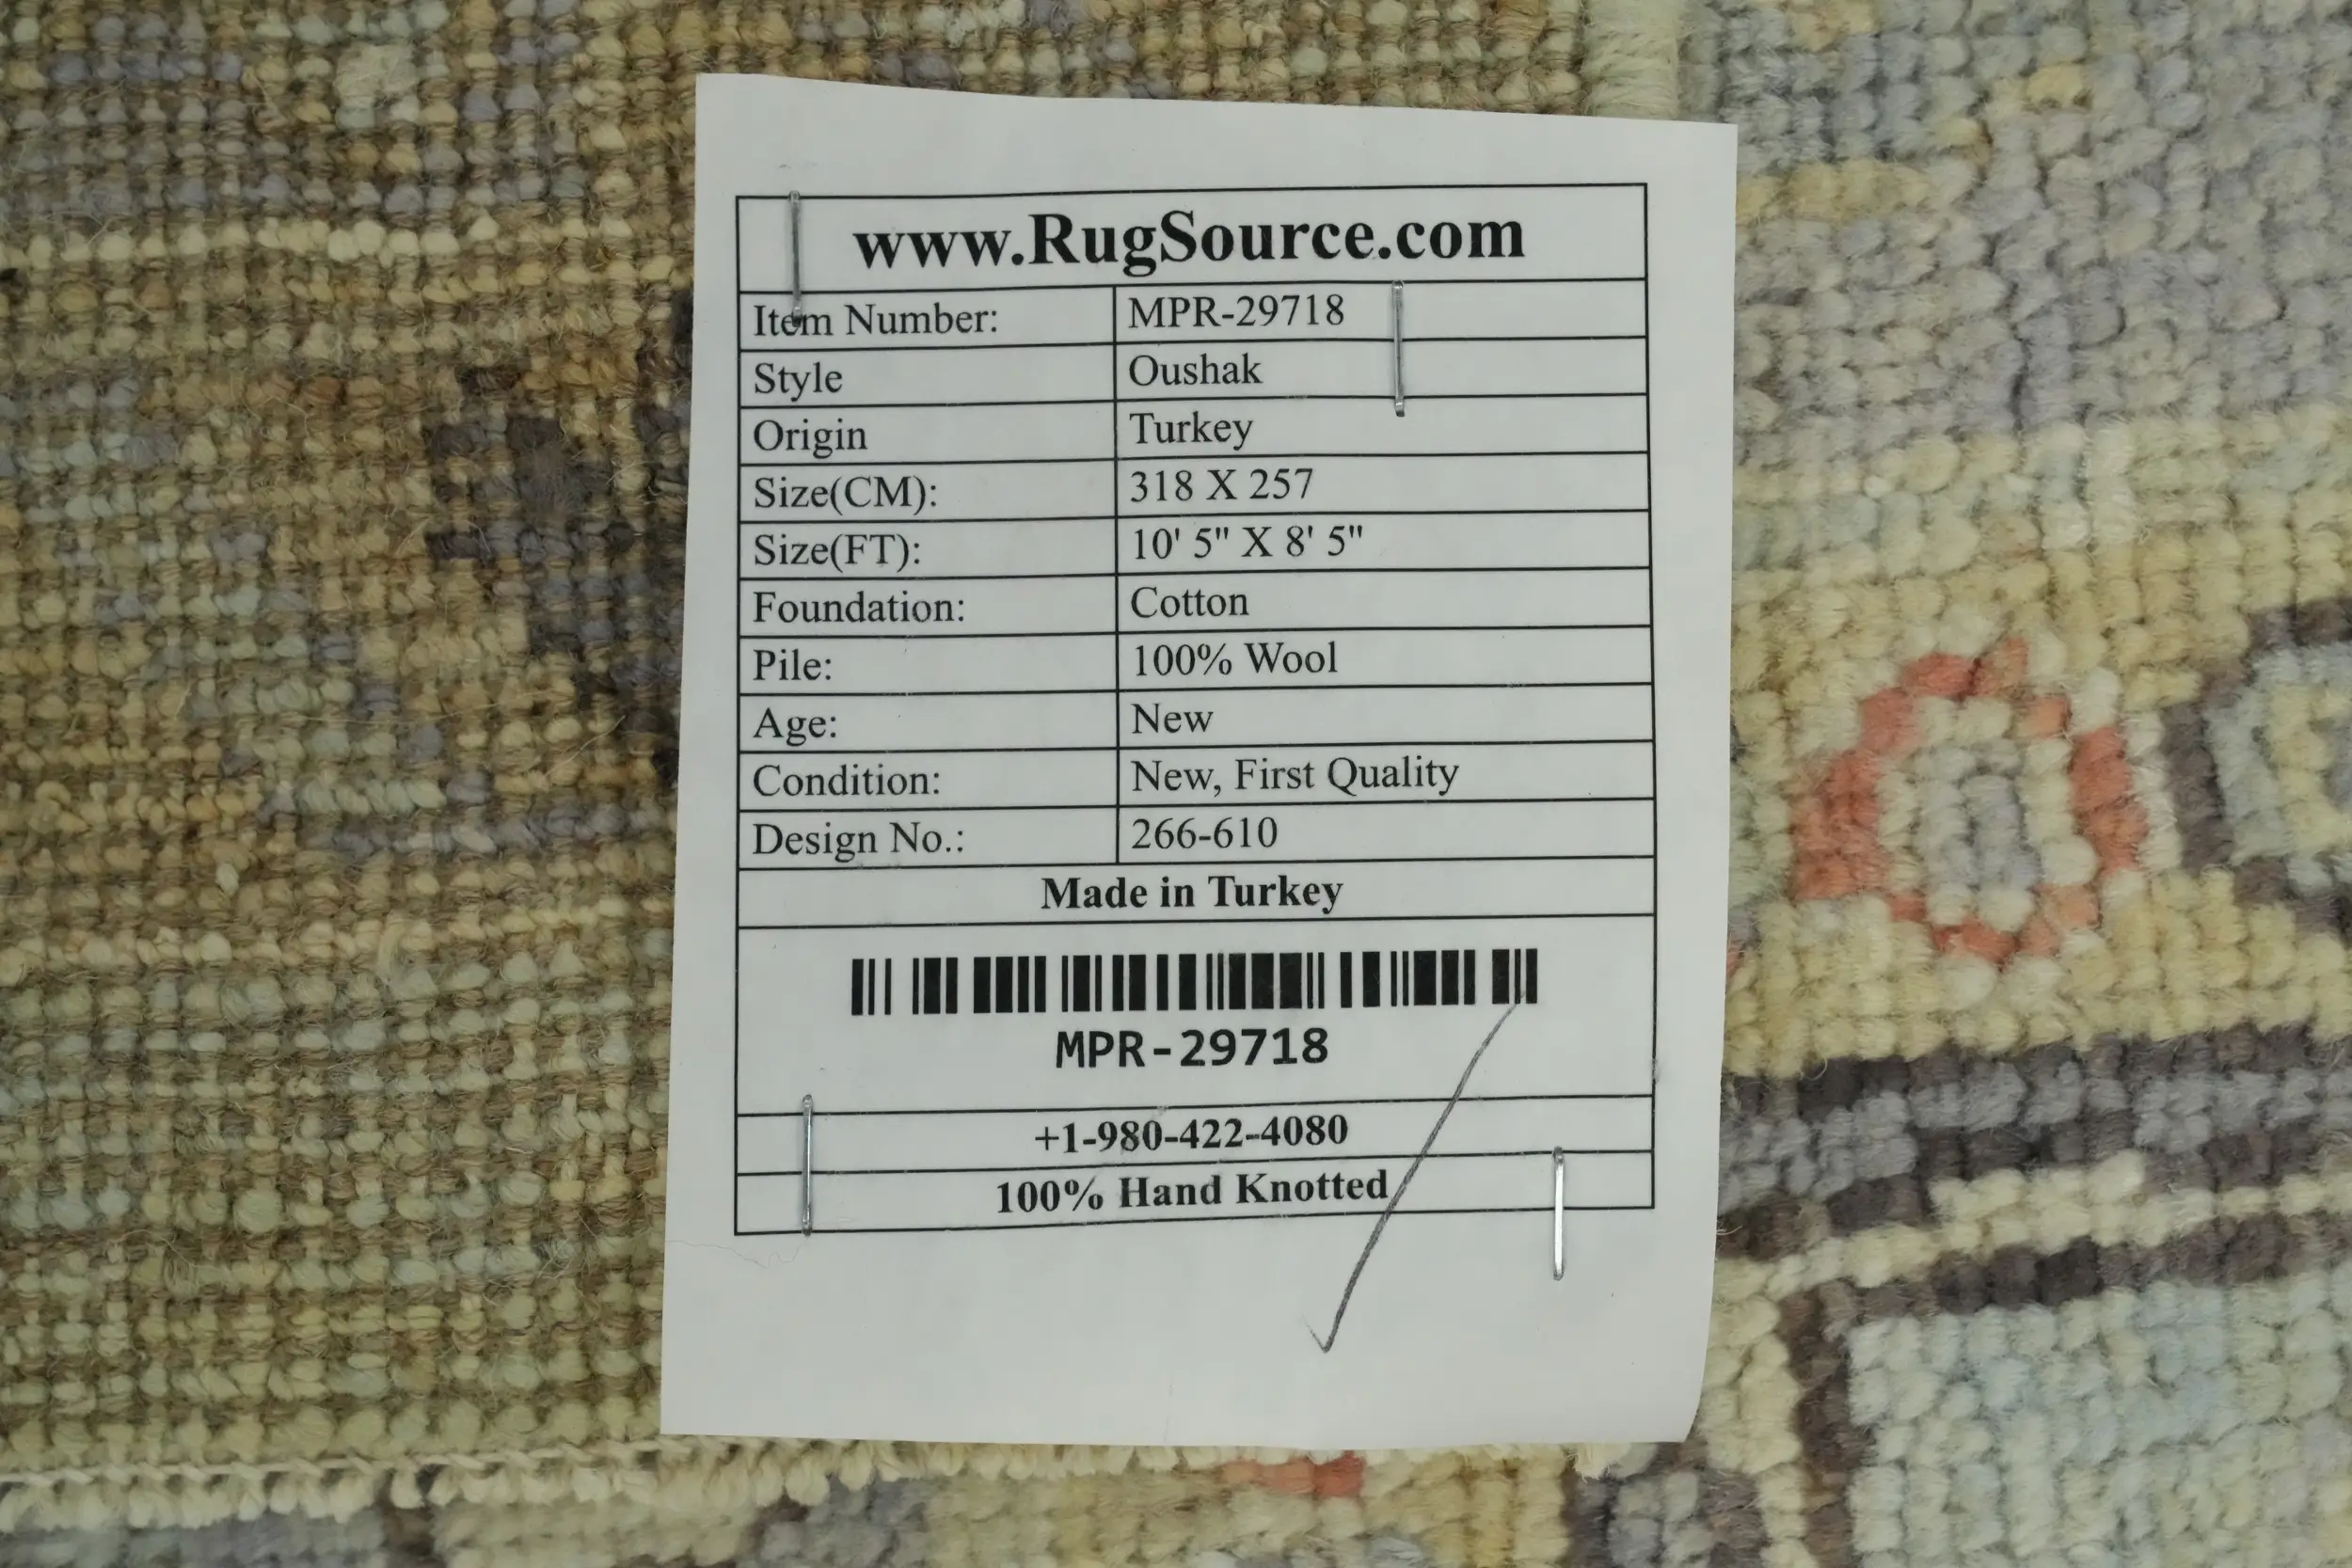 www.RugSource.com
Item Number: MPR-29718
Style Oushak
Origin Turkey
Size(CM): 318 X 257
Size(FT): 10' 5" X 8' 5"
Foundation: Cotton
Pile: 100% Wool
Age: New
Condition: New, First Quality
Design No.: 266-610
Made in Turkey
MPR-29718
+1-980-422-4080
100% Hand Knotted